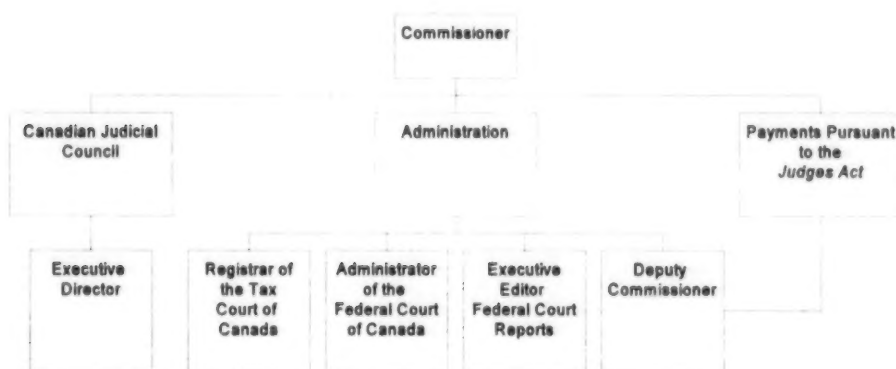 Commissioner
Canadian Judicial
Council
Administration
Payments Pursuant
to the
Judges Act
Executive
Director
Registrar of
the Tax
Court of
Canada
Administrator
of the
Federal Court
of Canada
Executive
Editor
Federal Court
Reports
Deputy
Commissioner